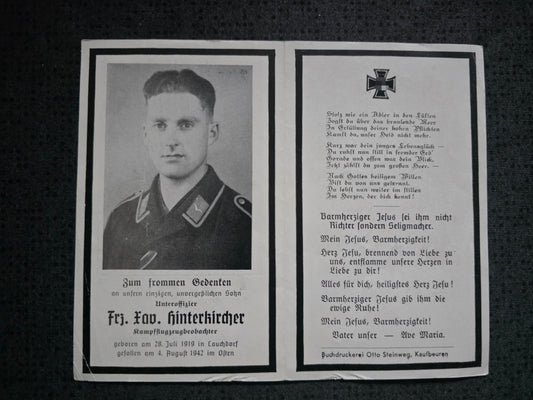 Zum frommen Gedenken
an unsern einzigen, unvergeßlichen Sohn
Unteroffizier
Frz. Xav. Hinterkircher
Kampfflugzeugbeobachter
geboren am 28. Juli 1919 in Lauchdorf
gefallen am 4. August 1942 im Osten
Stolz wie ein Adler in den Lüften
Zogst du über das brausende Meer
In Erfüllung deiner hohen Pflichten
Kamst du, unser Held nicht mehr.
Kurz war dein junges Lebensglück —
Du ruhst nun still in fremder Erd'
Gerade und offen war dein Blick,
Jetzt zählst du zum großen Heer. —
Nach Gottes heiligem Willen
Bist du von uns getrennt.
Du lebst nun weiter im stillen
Im Herzen, der dich kennt!
Barmherziger Jesus sei ihm nicht
Richter sondern Seligmacher.
Mein Jesus, Barmherzigkeit!
Herz Jesu, brennend von Liebe zu
uns, entflamme unsere Herzen in
Liebe zu dir!
Alles für dich, heiligstes Herz Jesu!
Barmherziger Jesus gib ihm die
ewige Ruhe!
Mein Jesus, Barmherzigkeit!
Vater unser — Ave Maria.
Buchdruckerei Otto Steinweg, Kaufbeuren